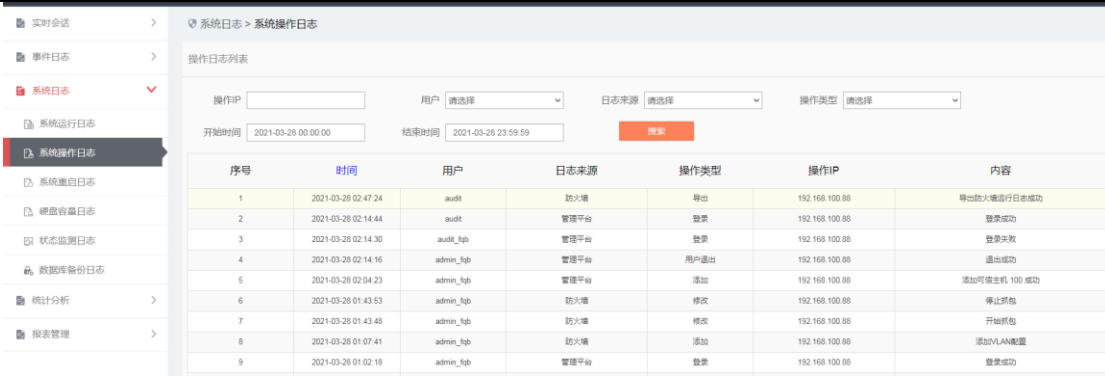 实时会话
事件日志
系统日志
系统运行日志
系统操作日志
系统重启日志
硬盘容量日志
状态监测日志
数据库备份日志
统计分析
报表管理
系统日志 > 系统操作日志
操作日志列表
操作IP 用户 请选择 日志来源 请选择 操作类型 请选择
开始时间 2021-03-28 00:00:00 结束时间 2021-03-28 23:59:59 搜索
序号 时间 用户 日志来源 操作类型 操作IP 内容
1 2021-03-28 02:47:24 audit 防火墙 导出 192.168.100.88 导出防火墙运行日志成功
2 2021-03-28 02:14:44 audit 管理平台 登录 192.168.100.88 登录成功
3 2021-03-28 02:14:30 audit_fqb 管理平台 登录 192.168.100.88 登录失败
4 2021-03-28 02:14:16 admin_fqb 管理平台 用户退出 192.168.100.88 退出成功
5 2021-03-28 02:04:23 admin_fqb 管理平台 添加 192.168.100.88 添加可信主机 100 成功
6 2021-03-28 01:43:53 admin_fqb 防火墙 修改 192.168.100.88 停止抓包
7 2021-03-28 01:43:48 admin_fqb 防火墙 修改 192.168.100.88 开始抓包
8 2021-03-28 01:07:41 admin_fqb 防火墙 添加 192.168.100.88 添加VLAN配置
9 2021-03-28 01:02:18 admin_fqb 管理平台 登录 192.168.100.88 登录成功